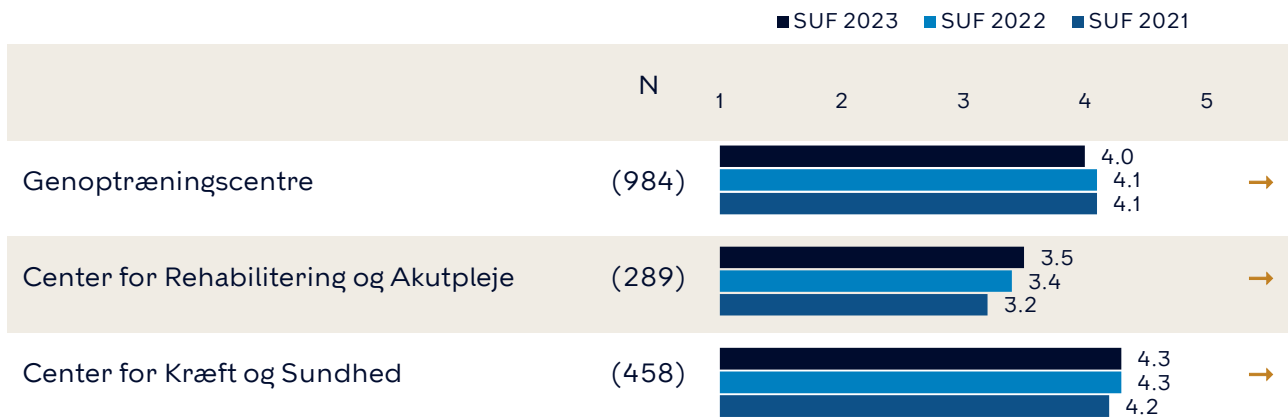 SUF 2023 SUF 2022 SUF 2021
N 1 2 3 4 5
Genoptræningscentre (984) 4.0 4.1 4.1 →
Center for Rehabilitering og Akutpleje (289) 3.5 3.4 3.2 →
Center for Kræft og Sundhed (458) 4.3 4.3 4.2 →